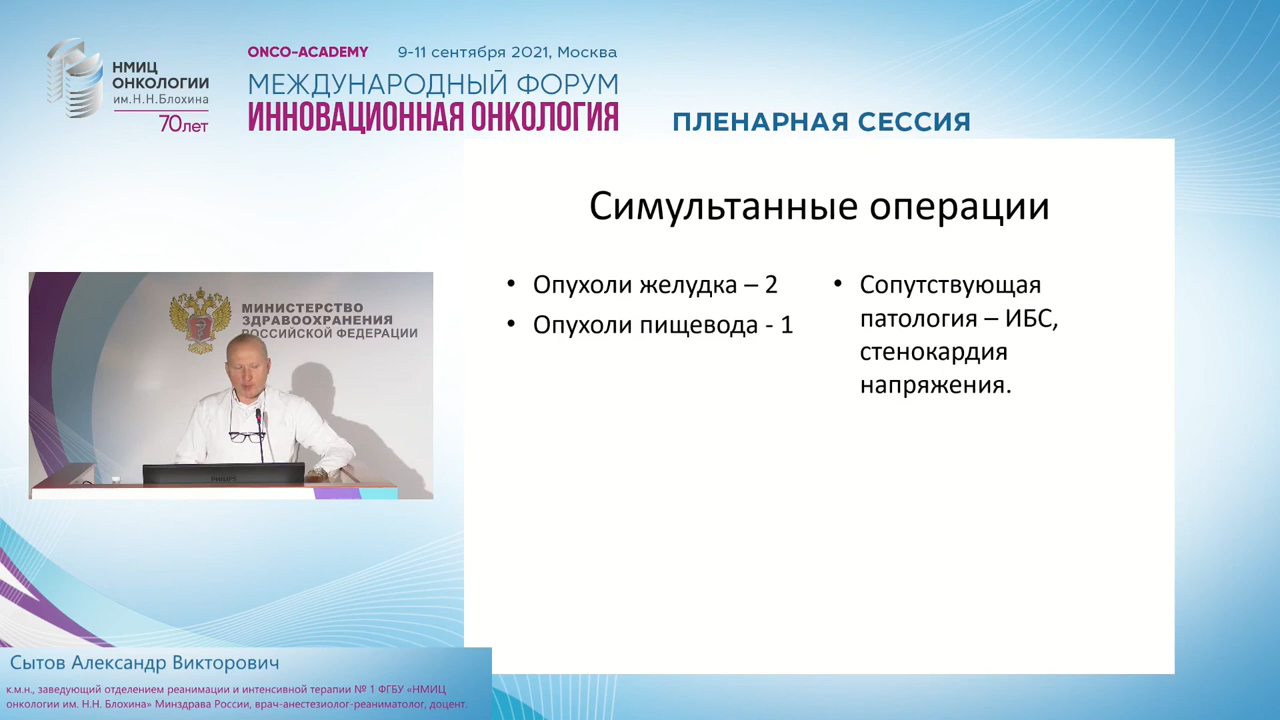 НМИЦ
ОНКОЛОГИИ
им.Н.Н.Блохина
70лет
ONCO-ACADEMY 9-11 сентября 2021, Москва
МЕЖДУНАРОДНЫЙ ФОРУМ
ИННОВАЦИОННАЯ ОНКОЛОГИЯ
ПЛЕНАРНАЯ СЕССИЯ
Симультанные операции
• Опухоли желудка – 2
• Опухоли пищевода - 1
• Сопутствующая
патология – ИБС,
стенокардия
напряжения.
МИНИСТЕРСТВО
ЗДРАВООХРАНЕНИЯ
РОССИЙСКОЙ ФЕДЕРАЦИИ
PHILIPS
Сытов Александр Викторович
к.м.н., заведующий отделением реанимации и интенсивной терапии № 1 ФГБУ «НМИЦ
онкологии им. Н.Н. Блохина» Минздрава России, врач-анестезиолог-реаниматолог, доцент.